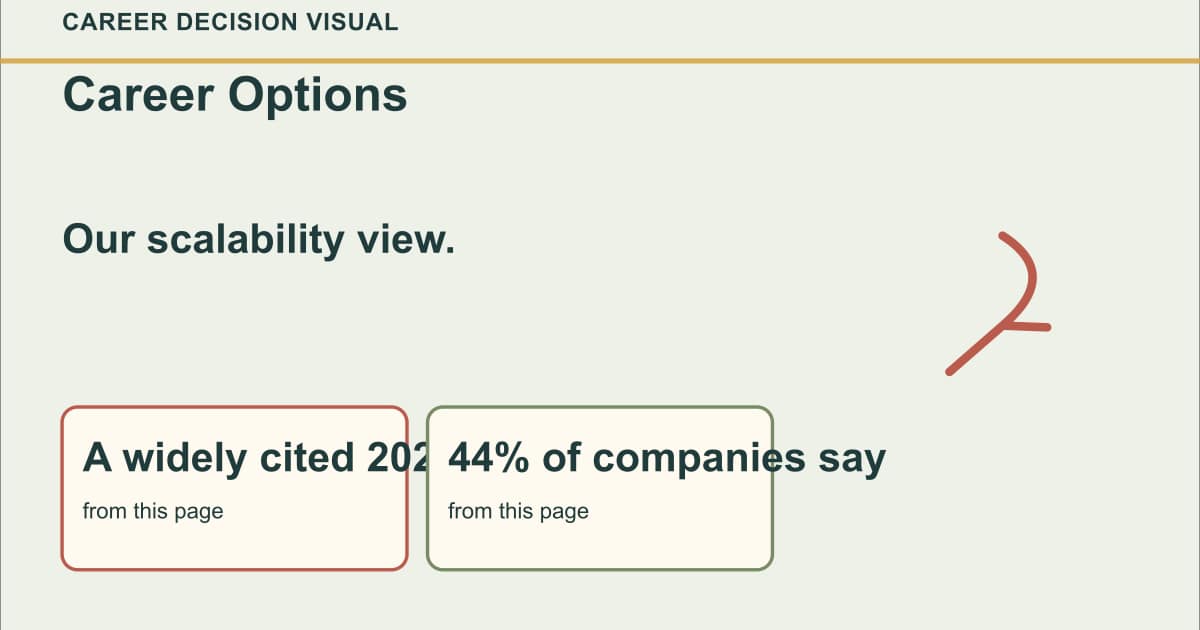 CAREER DECISION VISUAL
Career Options
Our scalability view.
A widely cited 202
from this page
44% of companies say
from this page